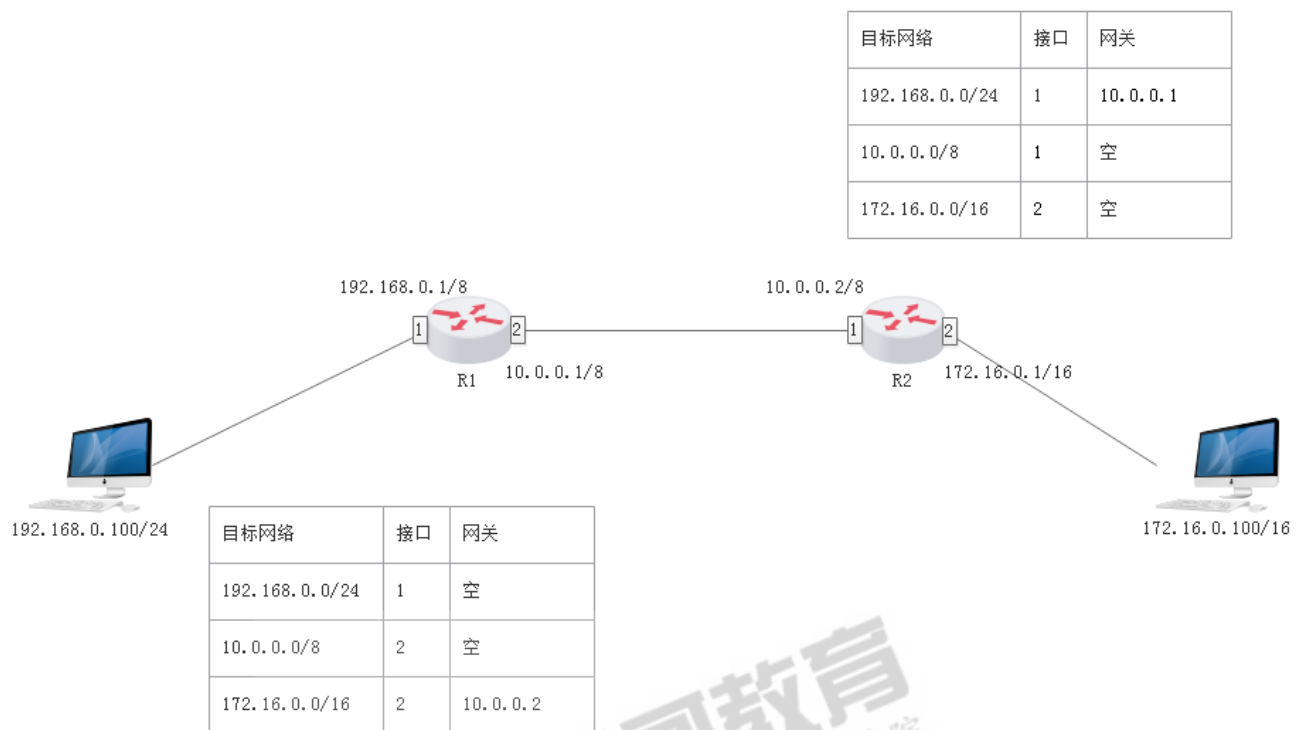 目标网络 接口 网关
192.168.0.0/24 1 10.0.0.1
10.0.0.0/8 1 空
172.16.0.0/16 2 空
192.168.0.1/8 10.0.0.2/8
1 2 1 2
R1 10.0.0.1/8 R2 172.16.0.1/16
192.168.0.100/24 172.16.0.100/16
目标网络 接口 网关
192.168.0.0/24 1 空
10.0.0.0/8 2 空
172.16.0.0/16 2 10.0.0.2
教育